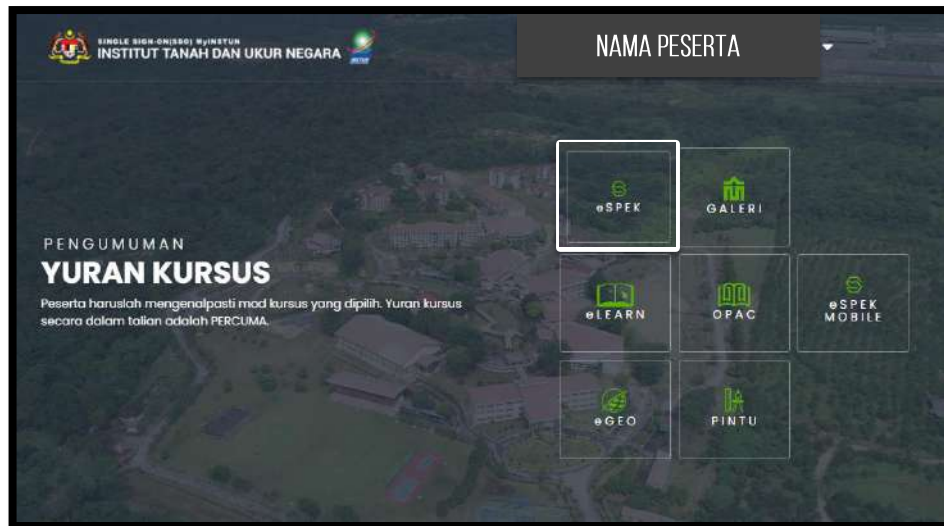 SINGLE SIGN-ON(SSO) MyINSTUN
INSTITUT TANAH DAN UKUR NEGARA
INSTUN
NAMA PESERTA
eSPEK
GALERI
PENGUMUMAN
YURAN KURSUS
Peserta haruslah mengenalpasti mod kursus yang dipilih. Yuran kursus
secara dalam talian adalah PERCUMA.
eLEARN
OPAC
eSPEK
MOBILE
eGEO
PINTU